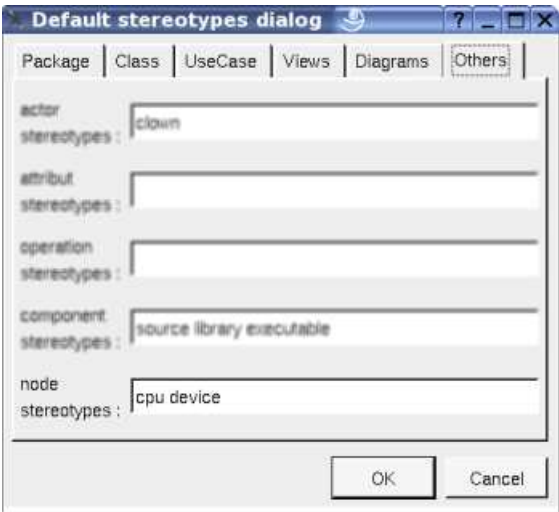 Default stereotypes dialog
Package Class UseCase Views Diagrams Others
actor
stereotypes : clown
attribut
stereotypes :
operation
stereotypes :
component
stereotypes : source library executable
node
stereotypes : cpu device
OK Cancel